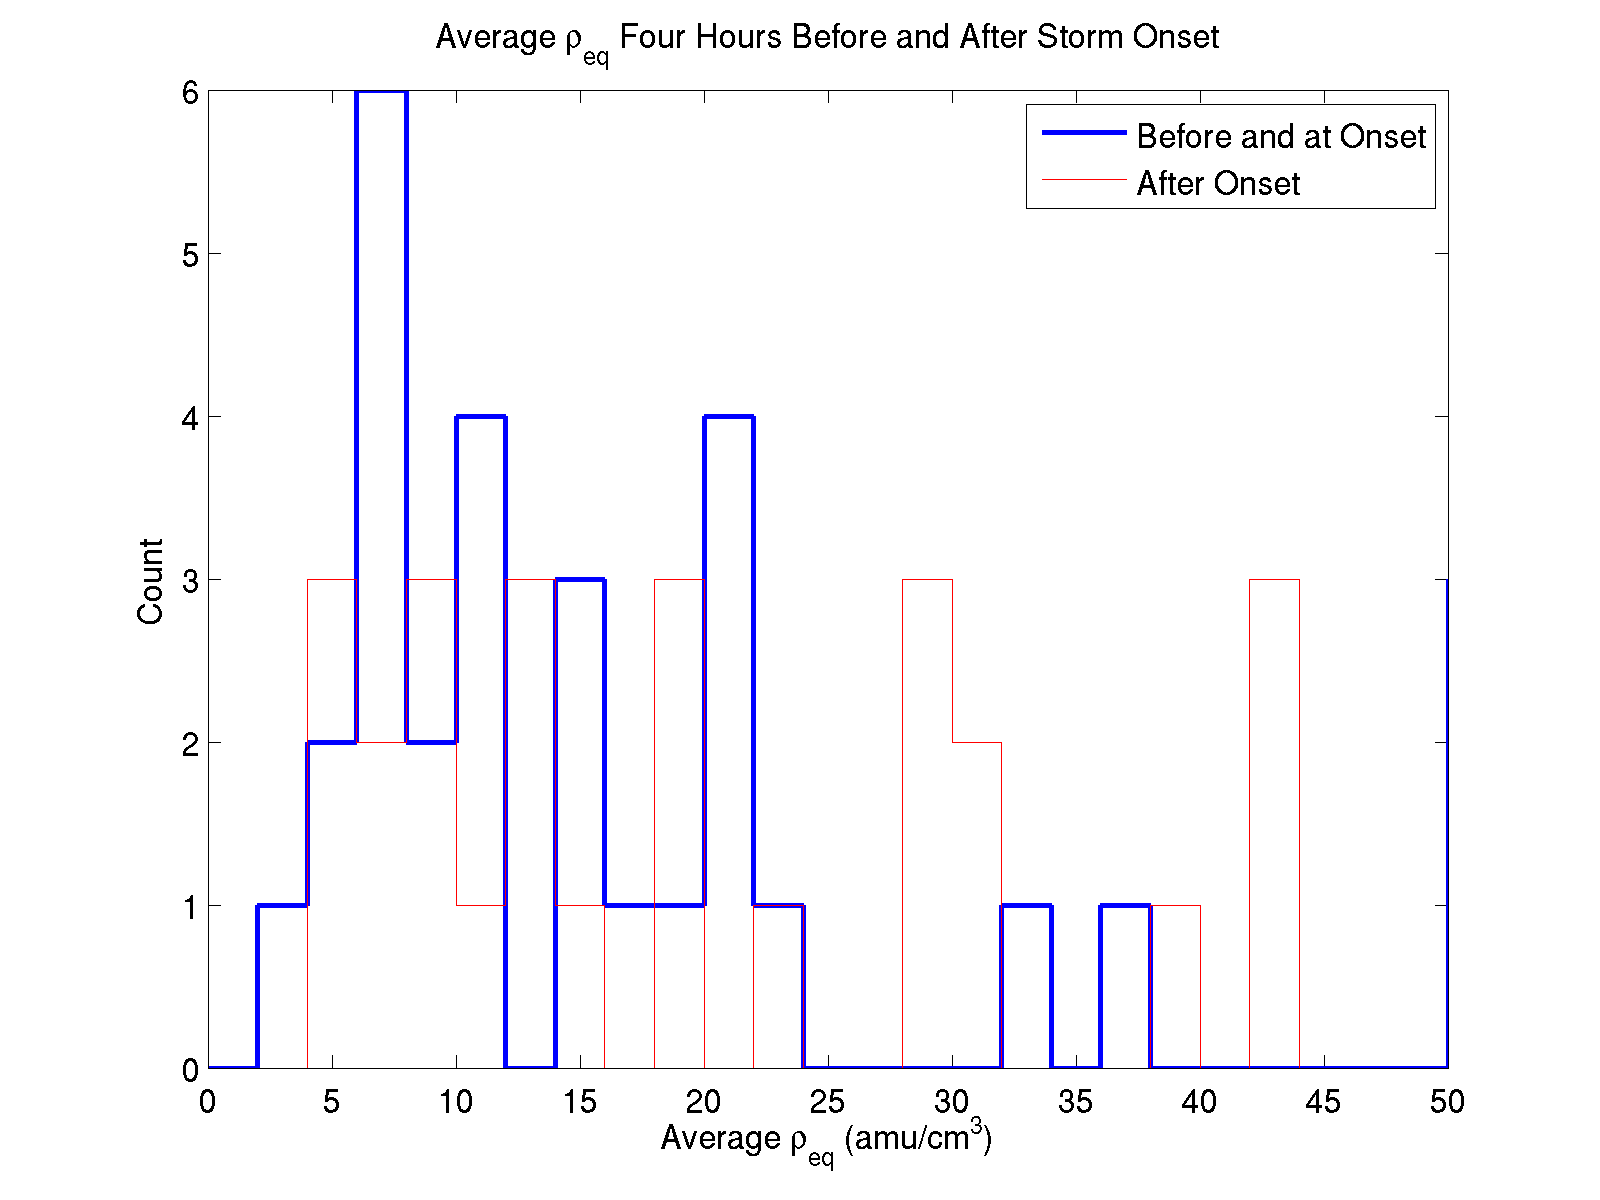 Average ρeq Four Hours Before and After Storm Onset
Before and at Onset
After Onset
6
5
4
3
2
1
0
Count
0 5 10 15 20 25 30 35 40 45 50
Average ρeq (amu/cm³)